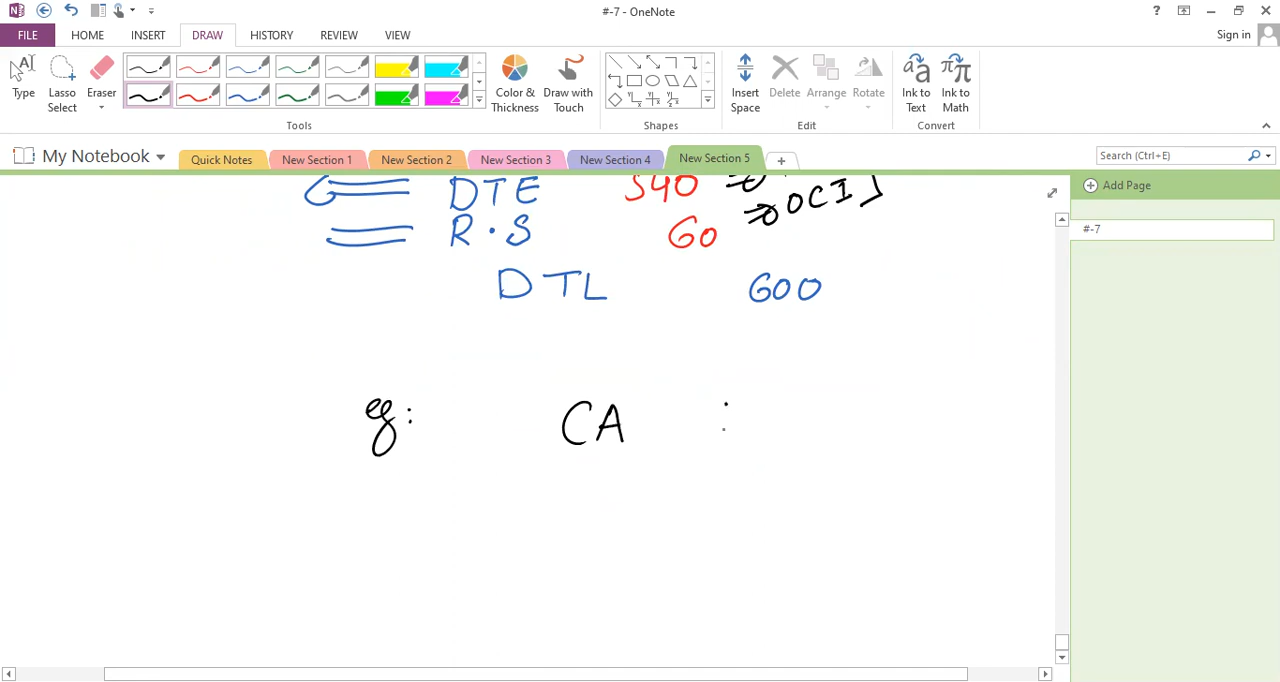 #-7 - OneNote
FILE HOME INSERT DRAW HISTORY REVIEW VIEW
Sign in
Type Lasso Select Eraser Color & Thickness Draw with Touch Insert Space Delete Arrange Rotate Ink to Text Ink to Math
Tools Shapes Edit Convert
My Notebook Quick Notes New Section 1 New Section 2 New Section 3 New Section 4 New Section 5
Search (Ctrl+E)
Add Page
#-7
DTE 540
OCI]
R.S 60
DTL 600
eg: CA :